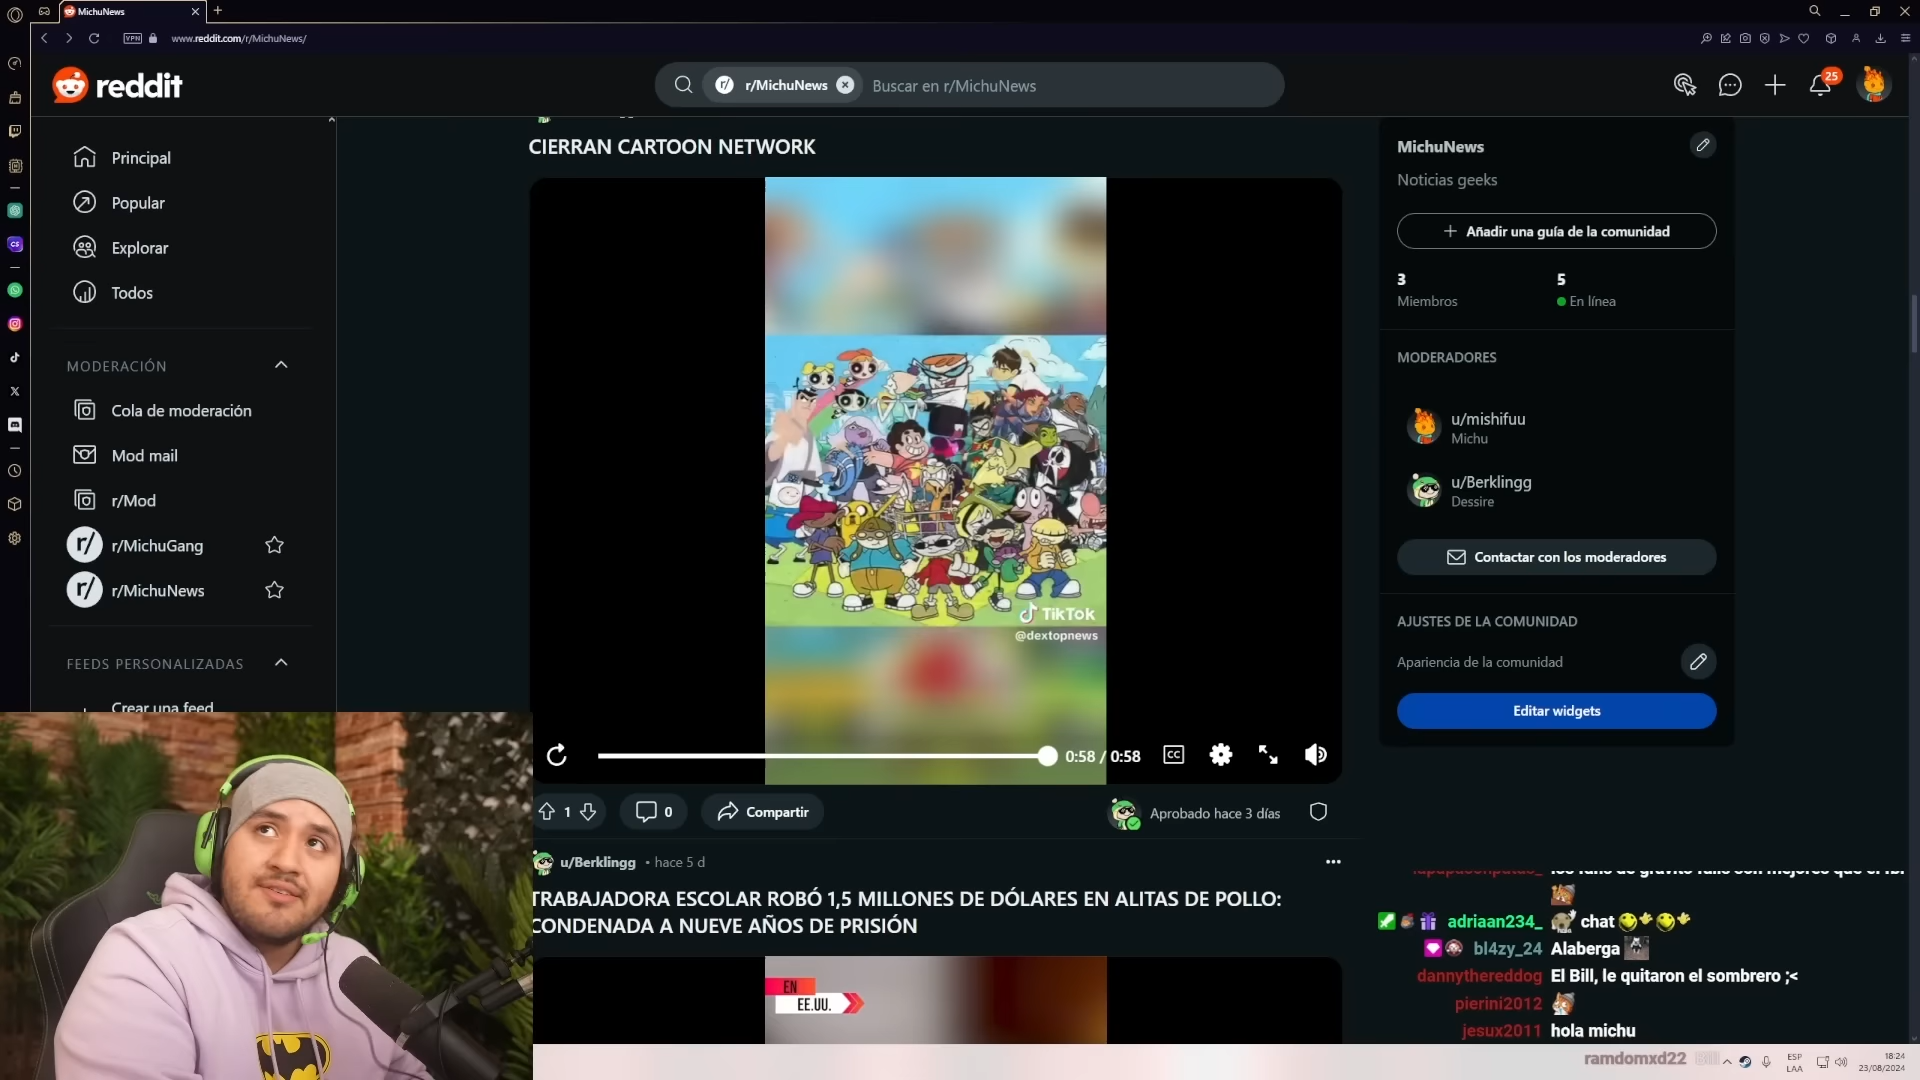 MichuNews
VPN
www.reddit.com/r/MichuNews/
reddit
r/ r/MichuNews
Buscar en r/MichuNews
25
Principal
Popular
Explorar
Todos
MODERACIÓN
Cola de moderación
Mod mail
r/Mod
r/ r/MichuGang
r/ r/MichuNews
FEEDS PERSONALIZADAS
Crear una feed
CIERRAN CARTOON NETWORK
TikTok
@dextopnews
0:58 / 0:58
CC
1
0
Compartir
Aprobado hace 3 días
u/Berklingg • hace 5 d
TRABAJADORA ESCOLAR ROBÓ 1,5 MILLONES DE DÓLARES EN ALITAS DE POLLO:
CONDENADA A NUEVE AÑOS DE PRISIÓN
EN
EE.UU.
MichuNews
Noticias geeks
Añadir una guía de la comunidad
3
Miembros
5
En línea
MODERADORES
u/mishifuu
Michu
u/Berklingg
Dessire
Contactar con los moderadores
AJUSTES DE LA COMUNIDAD
Apariencia de la comunidad
Editar widgets
adriaan234_ chat
bl4zy_24 Alaberga
dannythereddog El Bill, le quitaron el sombrero ;<
pierini2012
jesux2011 hola michu
ramdomxd22
ESP
LAA
18:24
23/08/2024